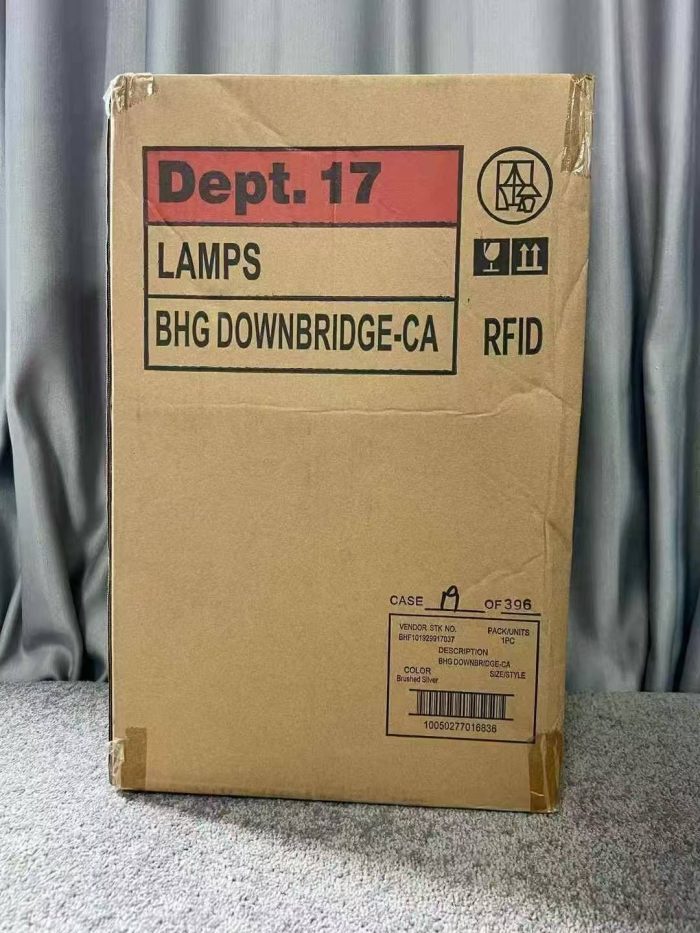 Dept. 17
LAMPS
BHG DOWNBRIDGE-CA
RFID
CASE 19 OF 396
VENDOR STK NO. PACK/UNITS
BHF101929917037 1PC
DESCRIPTION
BHG DOWNBRIDGE-CA
COLOR SIZE/STYLE
Brushed Silver
10050277016836